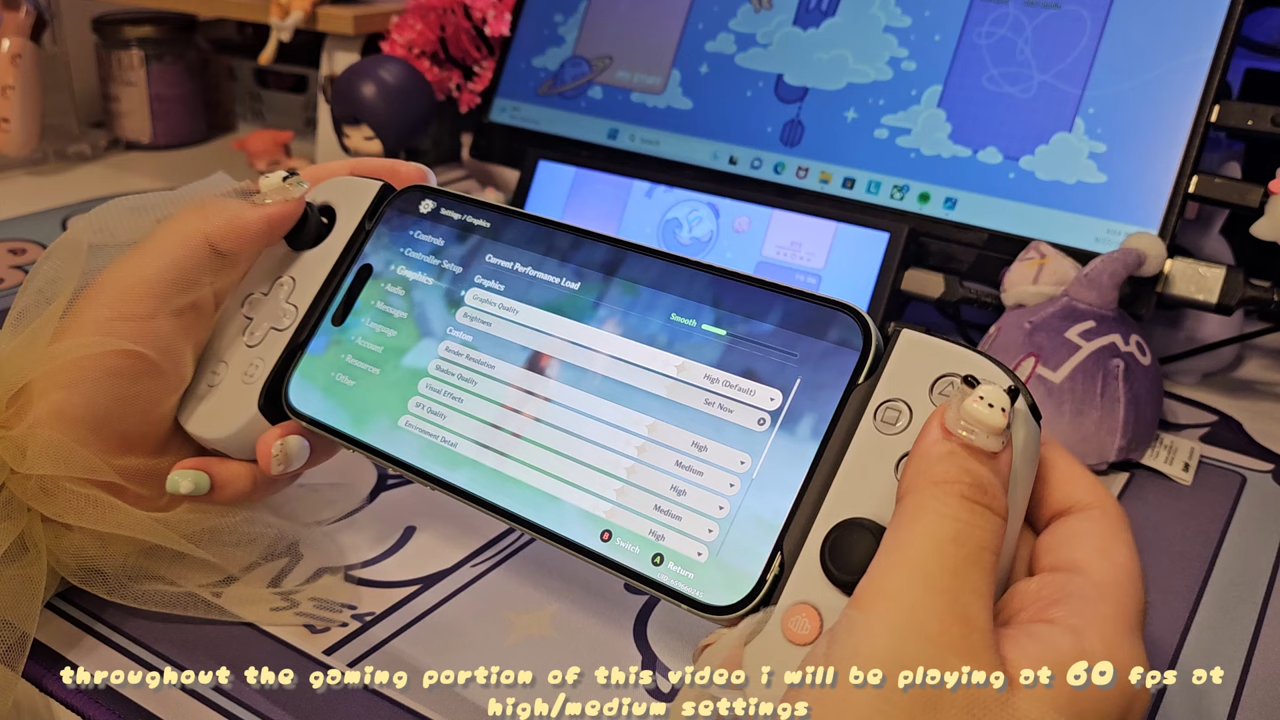 Search
Settings / Graphics
Controls
Controller Setup
Graphics
Audio
Messages
Language
Account
Resources
Other
Current Performance Load
Smooth
Graphics
Graphics Quality
High (Default)
Brightness
Set Now
Custom
Render Resolution
High
Shadow Quality
Medium
Visual Effects
High
SFX Quality
Medium
Environment Detail
High
B Switch
A Return
throughout the gaming portion of this video i will be playing at 60 fps at
high/medium settings